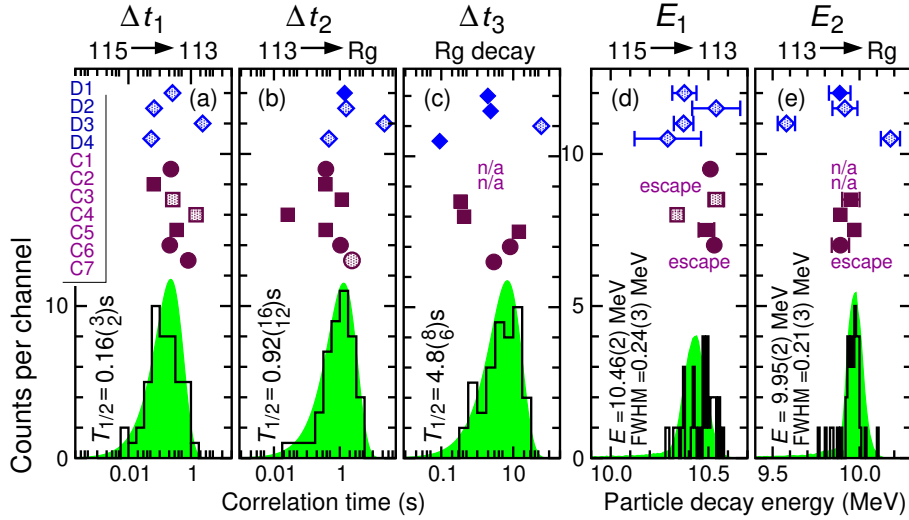 Δt1 Δt2 Δt3 E1 E2
115 → 113 113 → Rg Rg decay 115 → 113 113 → Rg
(a) (b) (c) (d) (e)
D1
D2
D3
D4
C1
C2
C3
C4
C5
C6
C7
n/a
n/a
escape
escape
n/a
n/a
escape
T1/2 = 0.16(3 2)s
T1/2 = 0.92(16 12)s
T1/2 = 4.8(8 6)s
E =10.46(2) MeV
FWHM =0.24(3) MeV
E = 9.95(2) MeV
FWHM =0.21(3) MeV
Counts per channel
10
0
10
5
0
0.01 1 0.01 1 0.1 10 10.0 10.5 9.5 10.0
Correlation time (s) Particle decay energy (MeV)